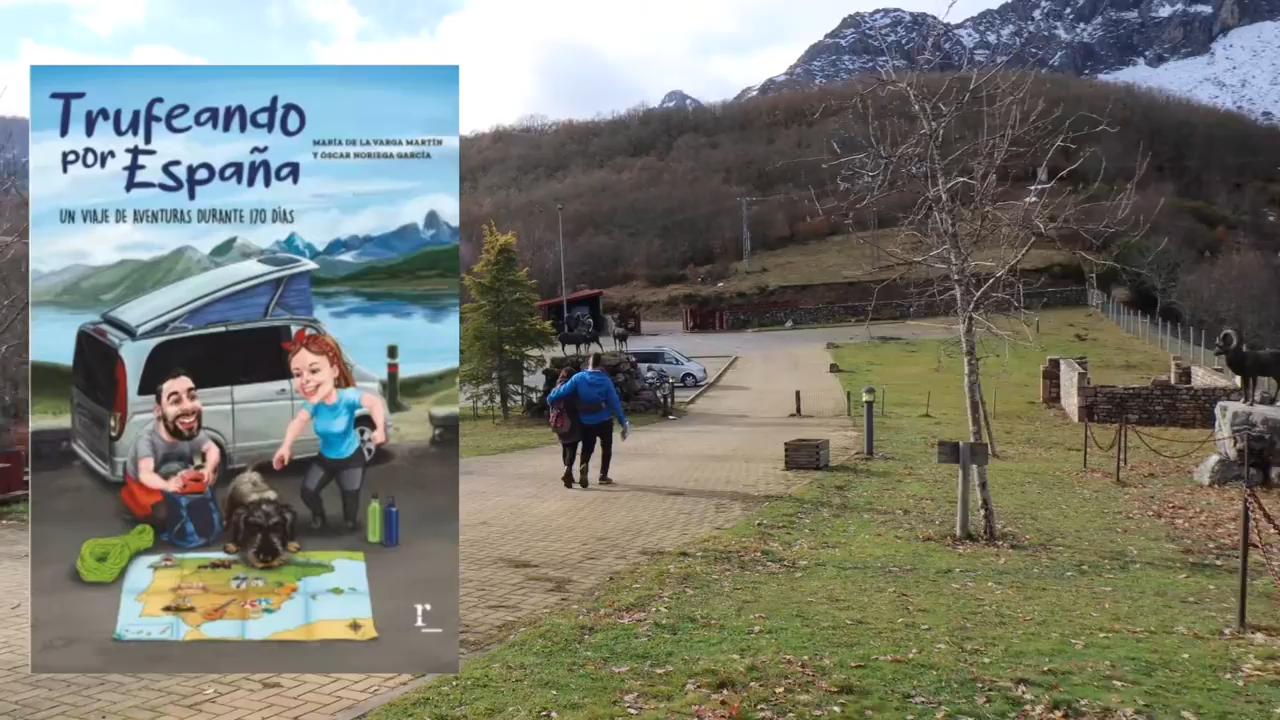 Trufeando
por España
MARÍA DE LA VARGA MARTÍN
Y ÓSCAR NORIEGA GARCÍA
UN VIAJE DE AVENTURAS DURANTE 170 DÍAS
r_